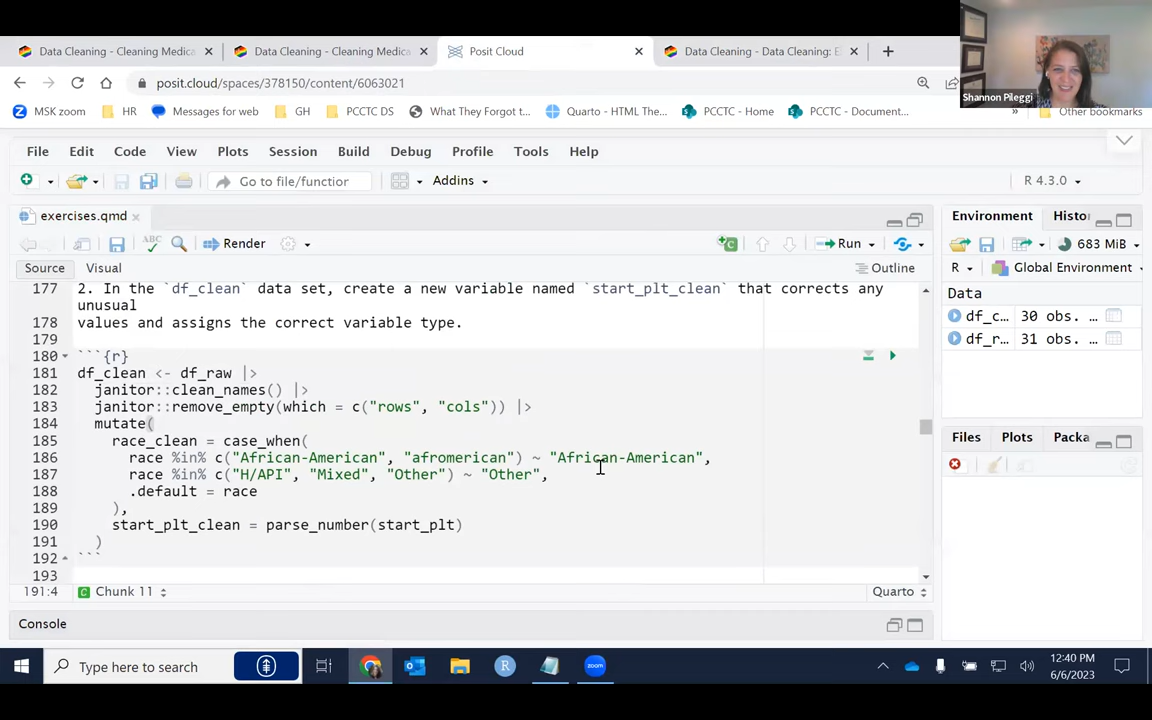 Data Cleaning - Cleaning Medica
Data Cleaning - Cleaning Medica
Posit Cloud
Data Cleaning - Data Cleaning: E
posit.cloud/spaces/378150/content/6063021
MSK zoom
HR
Messages for web
GH
PCCTC DS
What They Forgot t...
Quarto - HTML The...
PCCTC - Home
PCCTC - Document...
»
Other bookmarks
Shannon Pileggi
File
Edit
Code
View
Plots
Session
Build
Debug
Profile
Tools
Help
Go to file/functior
Addins
R 4.3.0
exercises.qmd
Render
Run
Source
Visual
Outline
177 2. In the `df_clean` data set, create a new variable named `start_plt_clean` that corrects any
unusual
178 values and assigns the correct variable type.
179
180 ```{r}
181 df_clean <- df_raw |>
182 janitor::clean_names() |>
183 janitor::remove_empty(which = c("rows", "cols")) |>
184 mutate(
185 race_clean = case_when(
186 race %in% c("African-American", "afromerican") ~ "African-American",
187 race %in% c("H/API", "Mixed", "Other") ~ "Other",
188 .default = race
189 ),
190 start_plt_clean = parse_number(start_plt)
191 )
192 ```
193
191:4
Chunk 11
Quarto
Console
Environment
Histo
683 MiB
R
Global Environment
Data
df_c...
30 obs. ...
df_r...
31 obs. ...
Files
Plots
Packa
Type here to search
12:40 PM
6/6/2023